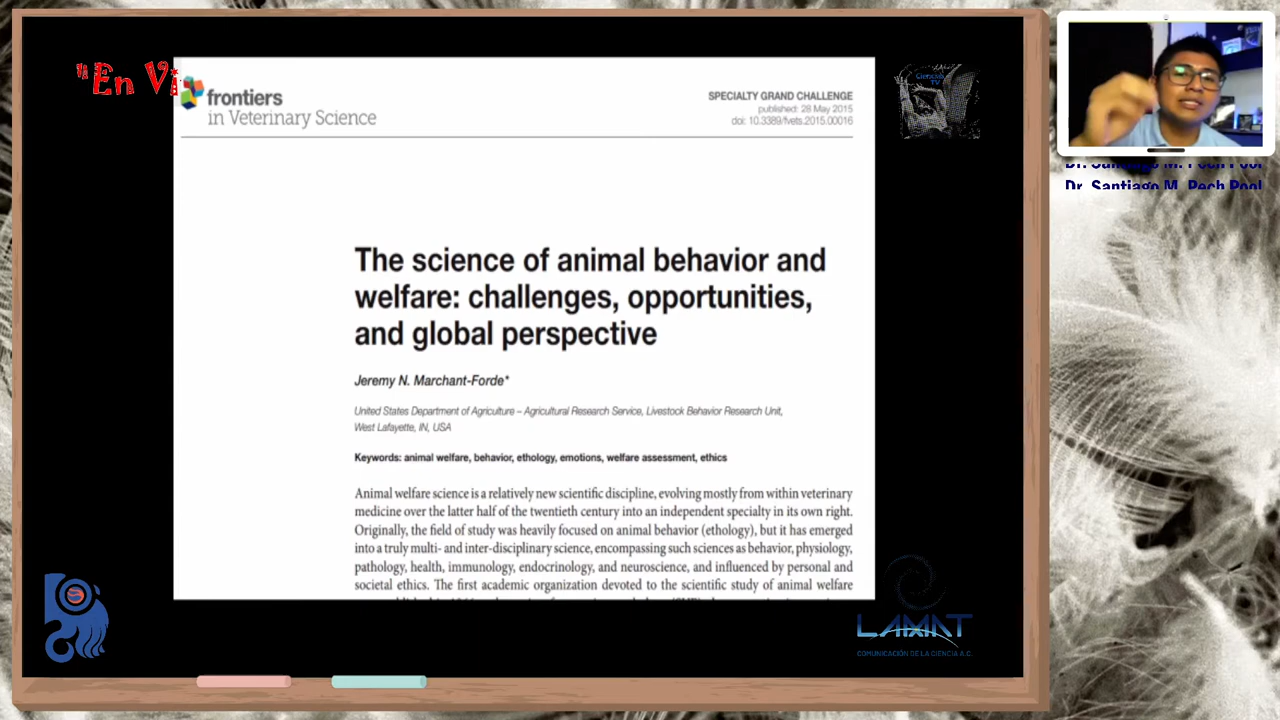 "En Vi
frontiers
in Veterinary Science
SPECIALTY GRAND CHALLENGE
published: 28 May 2015
doi: 10.3389/fvets.2015.00016
Ciencias
TV
The science of animal behavior and
welfare: challenges, opportunities,
and global perspective
Jeremy N. Marchant-Forde*
United States Department of Agriculture – Agricultural Research Service, Livestock Behavior Research Unit,
West Lafayette, IN, USA
Keywords: animal welfare, behavior, ethology, emotions, welfare assessment, ethics
Animal welfare science is a relatively new scientific discipline, evolving mostly from within veterinary
medicine over the latter half of the twentieth century into an independent specialty in its own right.
Originally, the field of study was heavily focused on animal behavior (ethology), but it has emerged
into a truly multi- and inter-disciplinary science, encompassing such sciences as behavior, physiology,
pathology, health, immunology, endocrinology, and neuroscience, and influenced by personal and
societal ethics. The first academic organization devoted to the scientific study of animal welfare
Dr. Santiago M. Pech Pool
Dr. Santiago M. Pech Pool
LAMAT
COMUNICACIÓN DE LA CIENCIA A.C.